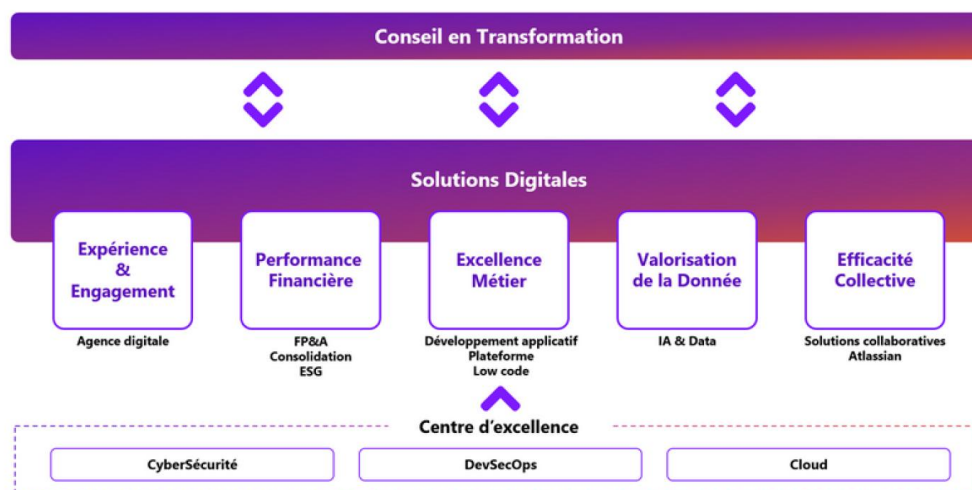 Conseil en Transformation
Solutions Digitales
Expérience
&
Engagement
Agence digitale
Performance
Financière
FP&A
Consolidation
ESG
Excellence
Métier
Développement applicatif
Plateforme
Low code
Valorisation
de la Donnée
IA & Data
Efficacité
Collective
Solutions collaboratives
Atlassian
Centre d’excellence
CyberSécurité
DevSecOps
Cloud